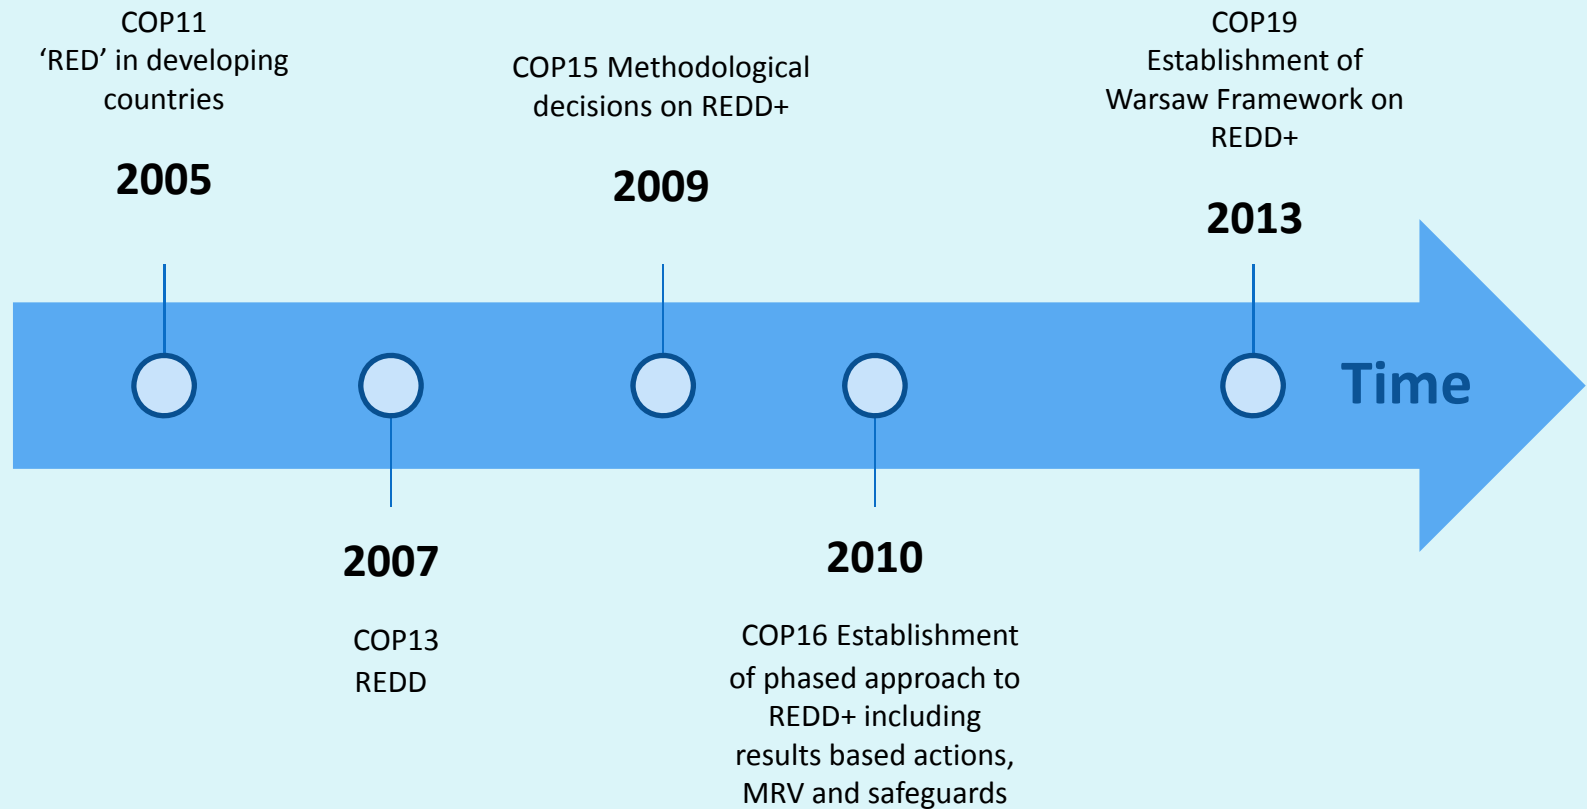 COP11
‘RED’ in developing
countries
2005
COP15 Methodological
decisions on REDD+
2009
COP19
Establishment of
Warsaw Framework on
REDD+
2013
Time
2007
COP13
REDD
2010
COP16 Establishment
of phased approach to
REDD+ including
results based actions,
MRV and safeguards